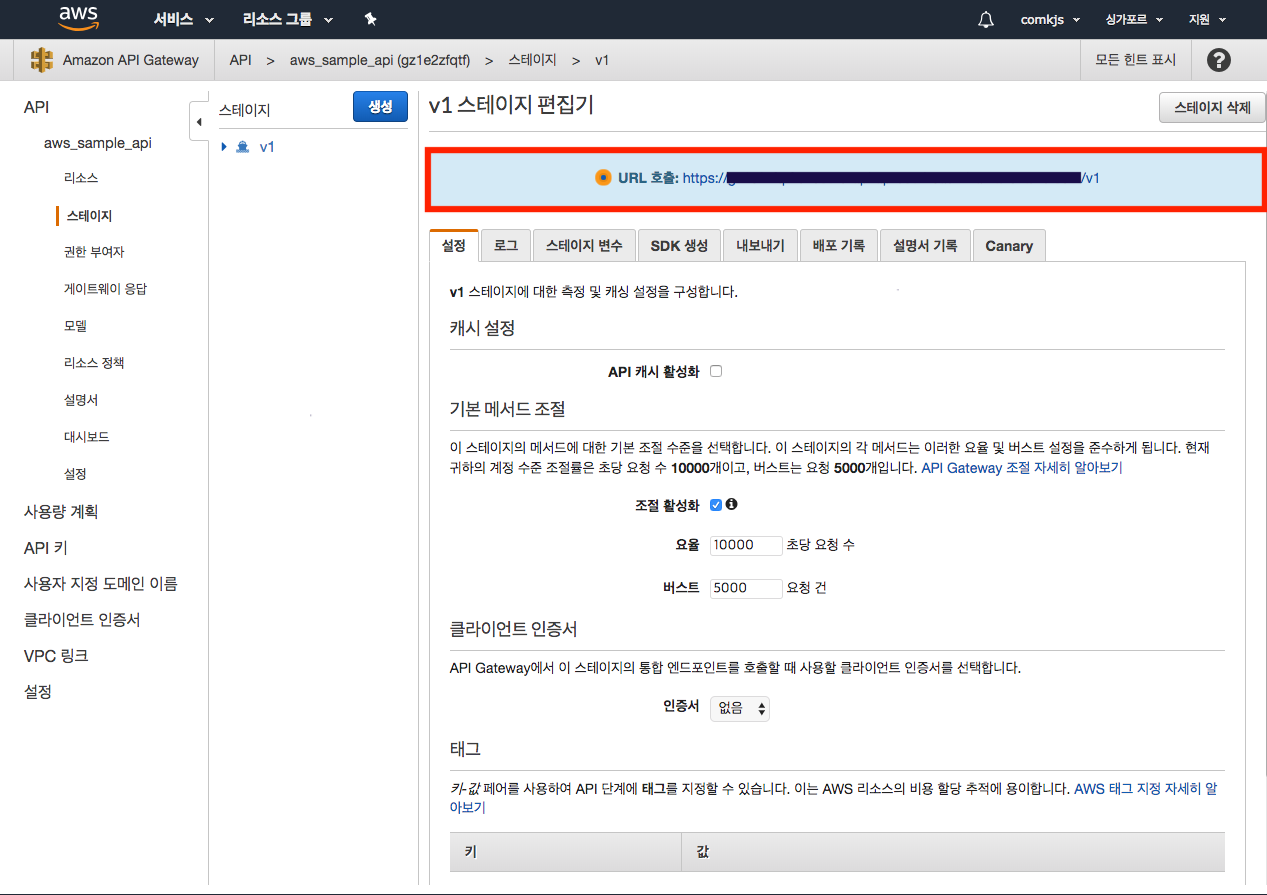 aws
서비스
리소스 그룹
comkjs
싱가포르
지원
Amazon API Gateway
API > aws_sample_api (gz1e2zfqtf) > 스테이지 > v1
모든 힌트 표시
?
API
aws_sample_api
리소스
스테이지
권한 부여자
게이트웨이 응답
모델
리소스 정책
설명서
대시보드
설정
사용량 계획
API 키
사용자 지정 도메인 이름
클라이언트 인증서
VPC 링크
설정
스테이지
생성
v1
v1 스테이지 편집기
스테이지 삭제
URL 호출: https:// /v1
설정
로그
스테이지 변수
SDK 생성
내보내기
배포 기록
설명서 기록
Canary
v1 스테이지에 대한 측정 및 캐싱 설정을 구성합니다.
캐시 설정
API 캐시 활성화
기본 메서드 조절
이 스테이지의 메서드에 대한 기본 조절 수준을 선택합니다. 이 스테이지의 각 메서드는 이러한 요율 및 버스트 설정을 준수하게 됩니다. 현재
귀하의 계정 수준 조절률은 초당 요청 수 10000개이고, 버스트는 요청 5000개입니다. API Gateway 조절 자세히 알아보기
조절 활성화
요율 10000 초당 요청 수
버스트 5000 요청 건
클라이언트 인증서
API Gateway에서 이 스테이지의 통합 엔드포인트를 호출할 때 사용할 클라이언트 인증서를 선택합니다.
인증서 없음
태그
키-값 페어를 사용하여 API 단계에 태그를 지정할 수 있습니다. 이는 AWS 리소스의 비용 할당 추적에 용이합니다. AWS 태그 지정 자세히 알
아보기
키
값